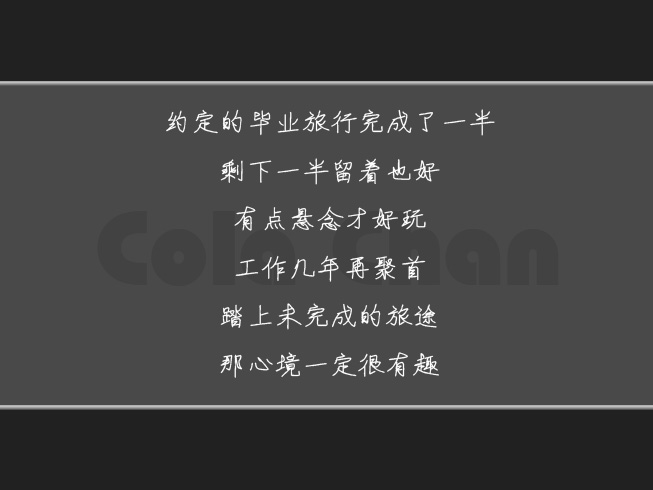 约定的毕业旅行完成了一半
剩下一半留着也好
有点悬念才好玩
工作几年再聚首
踏上未完成的旅途
那心境一定很有趣